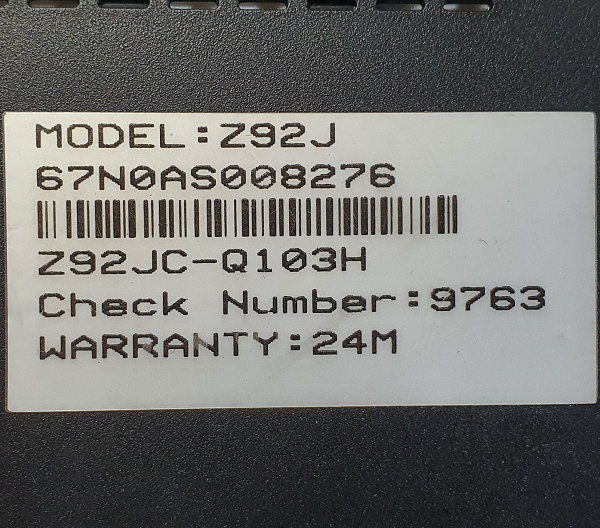 MODEL:Z92J
67N0AS008276
Z92JC-Q103H
Check Number:9763
WARRANTY:24M